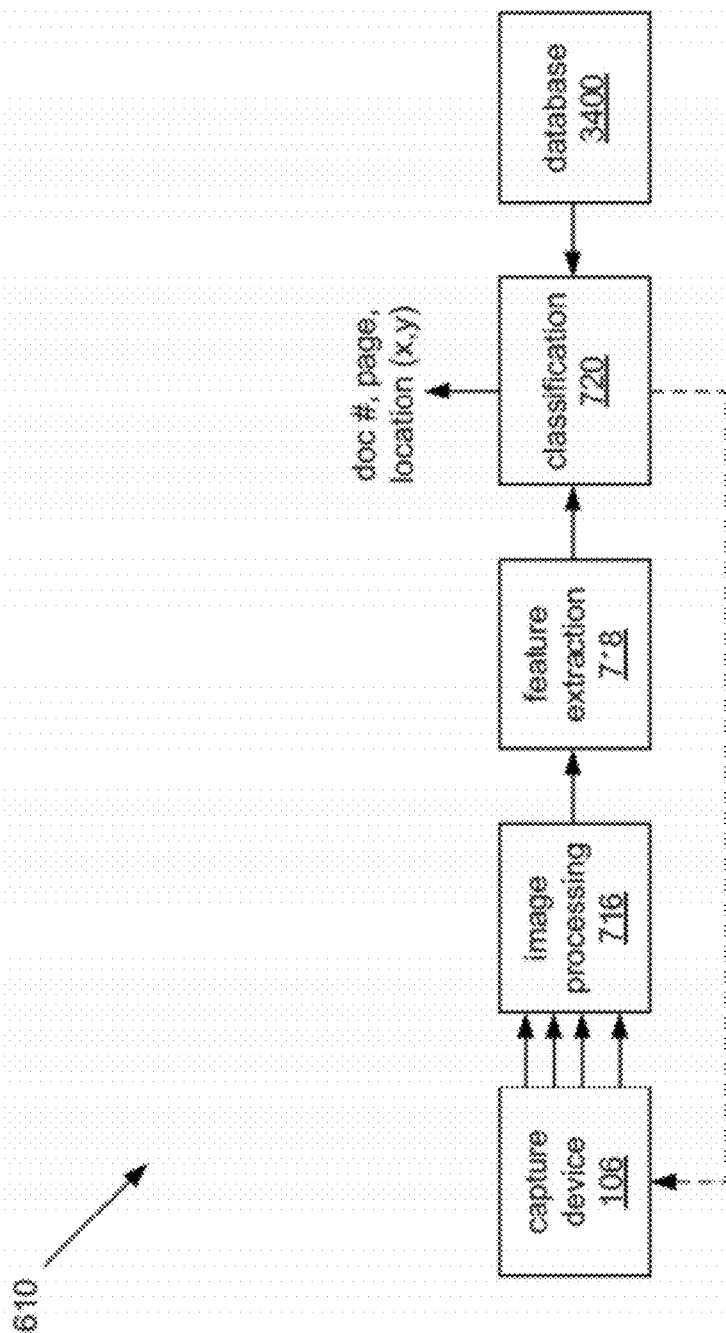 610
capture
device
106
image
processing
716
feature
extraction
718
classification
720
doc #, page,
location (x,y)
database
3400